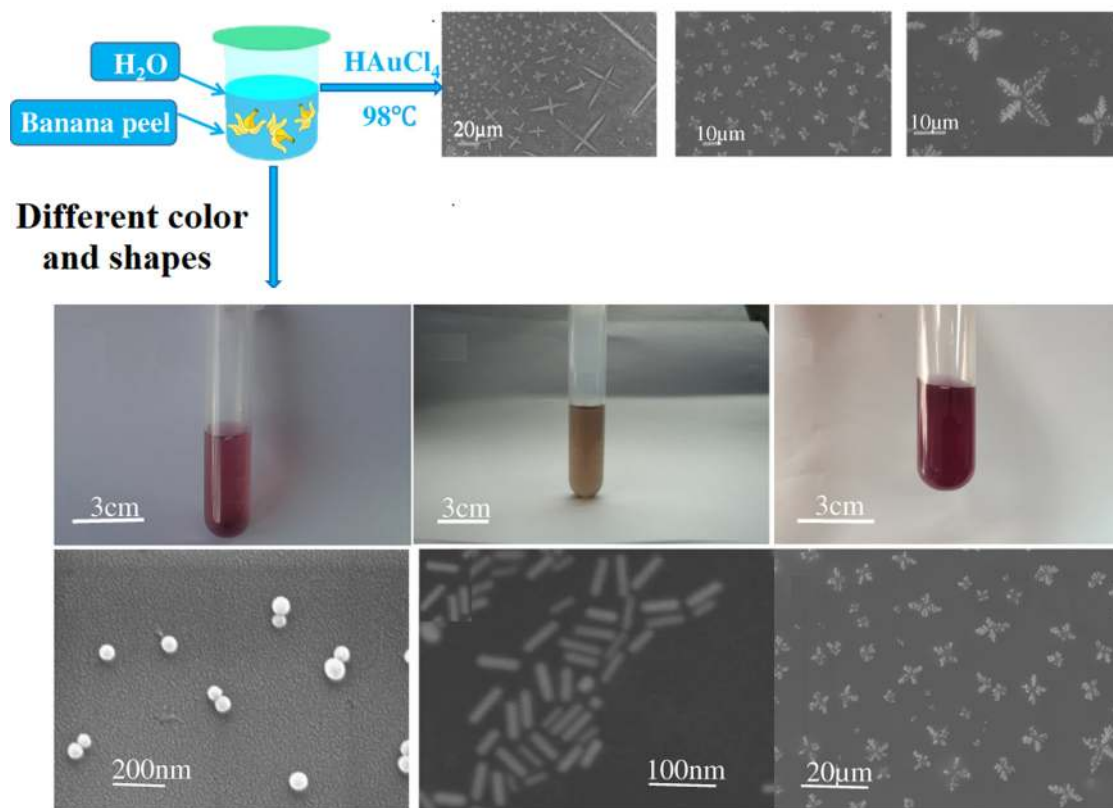 H₂O
Banana peel
HAuCl₄
98℃
20μm
10μm
10μm
Different color
and shapes
3cm
3cm
3cm
200nm
100nm
20μm